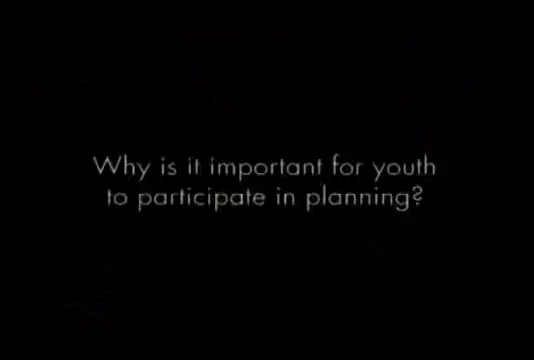 Why is it important for youth
to participate in planning?